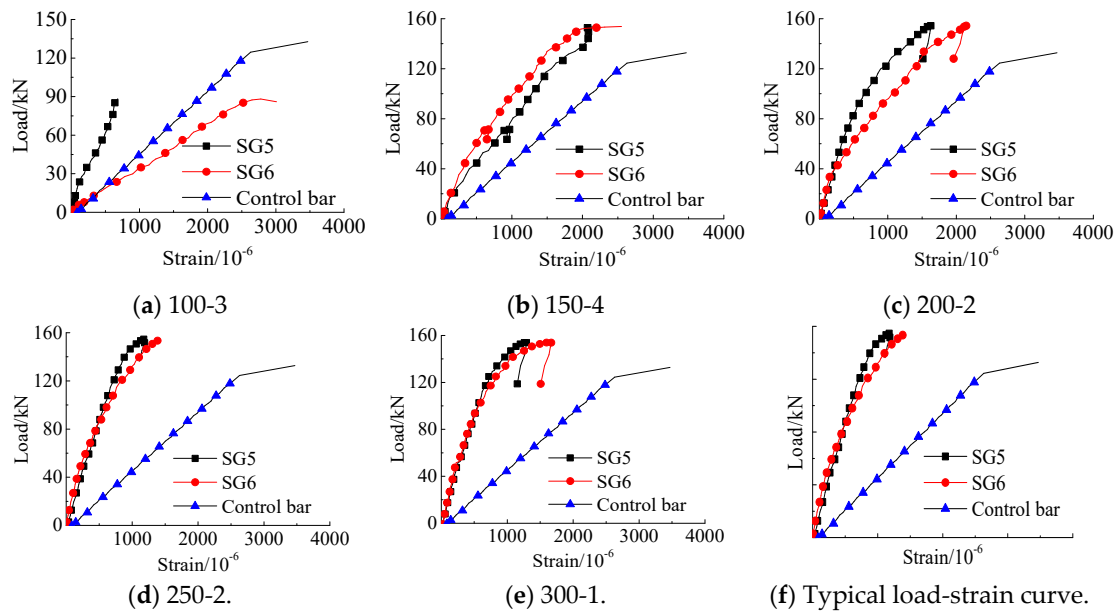 150
120
90
60
30
0
Load/kN
SG5
SG6
Control bar
1000 2000 3000 4000
Strain/10-6
(a) 100-3
160
120
80
40
0
Load/kN
SG5
SG6
Control bar
1000 2000 3000 4000
Strain/10-6
(b) 150-4
160
120
80
40
0
Load/kN
SG5
SG6
Control bar
1000 2000 3000 4000
Strain/10-6
(c) 200-2
160
120
80
40
0
Load/kN
SG5
SG6
Control bar
1000 2000 3000 4000
Strain/10-6
(d) 250-2.
160
120
80
40
0
Load/kN
SG5
SG6
Control bar
1000 2000 3000 4000
Strain/10-6
(e) 300-1.
Load/kN
SG5
SG6
Control bar
Strain/10-6
(f) Typical load-strain curve.